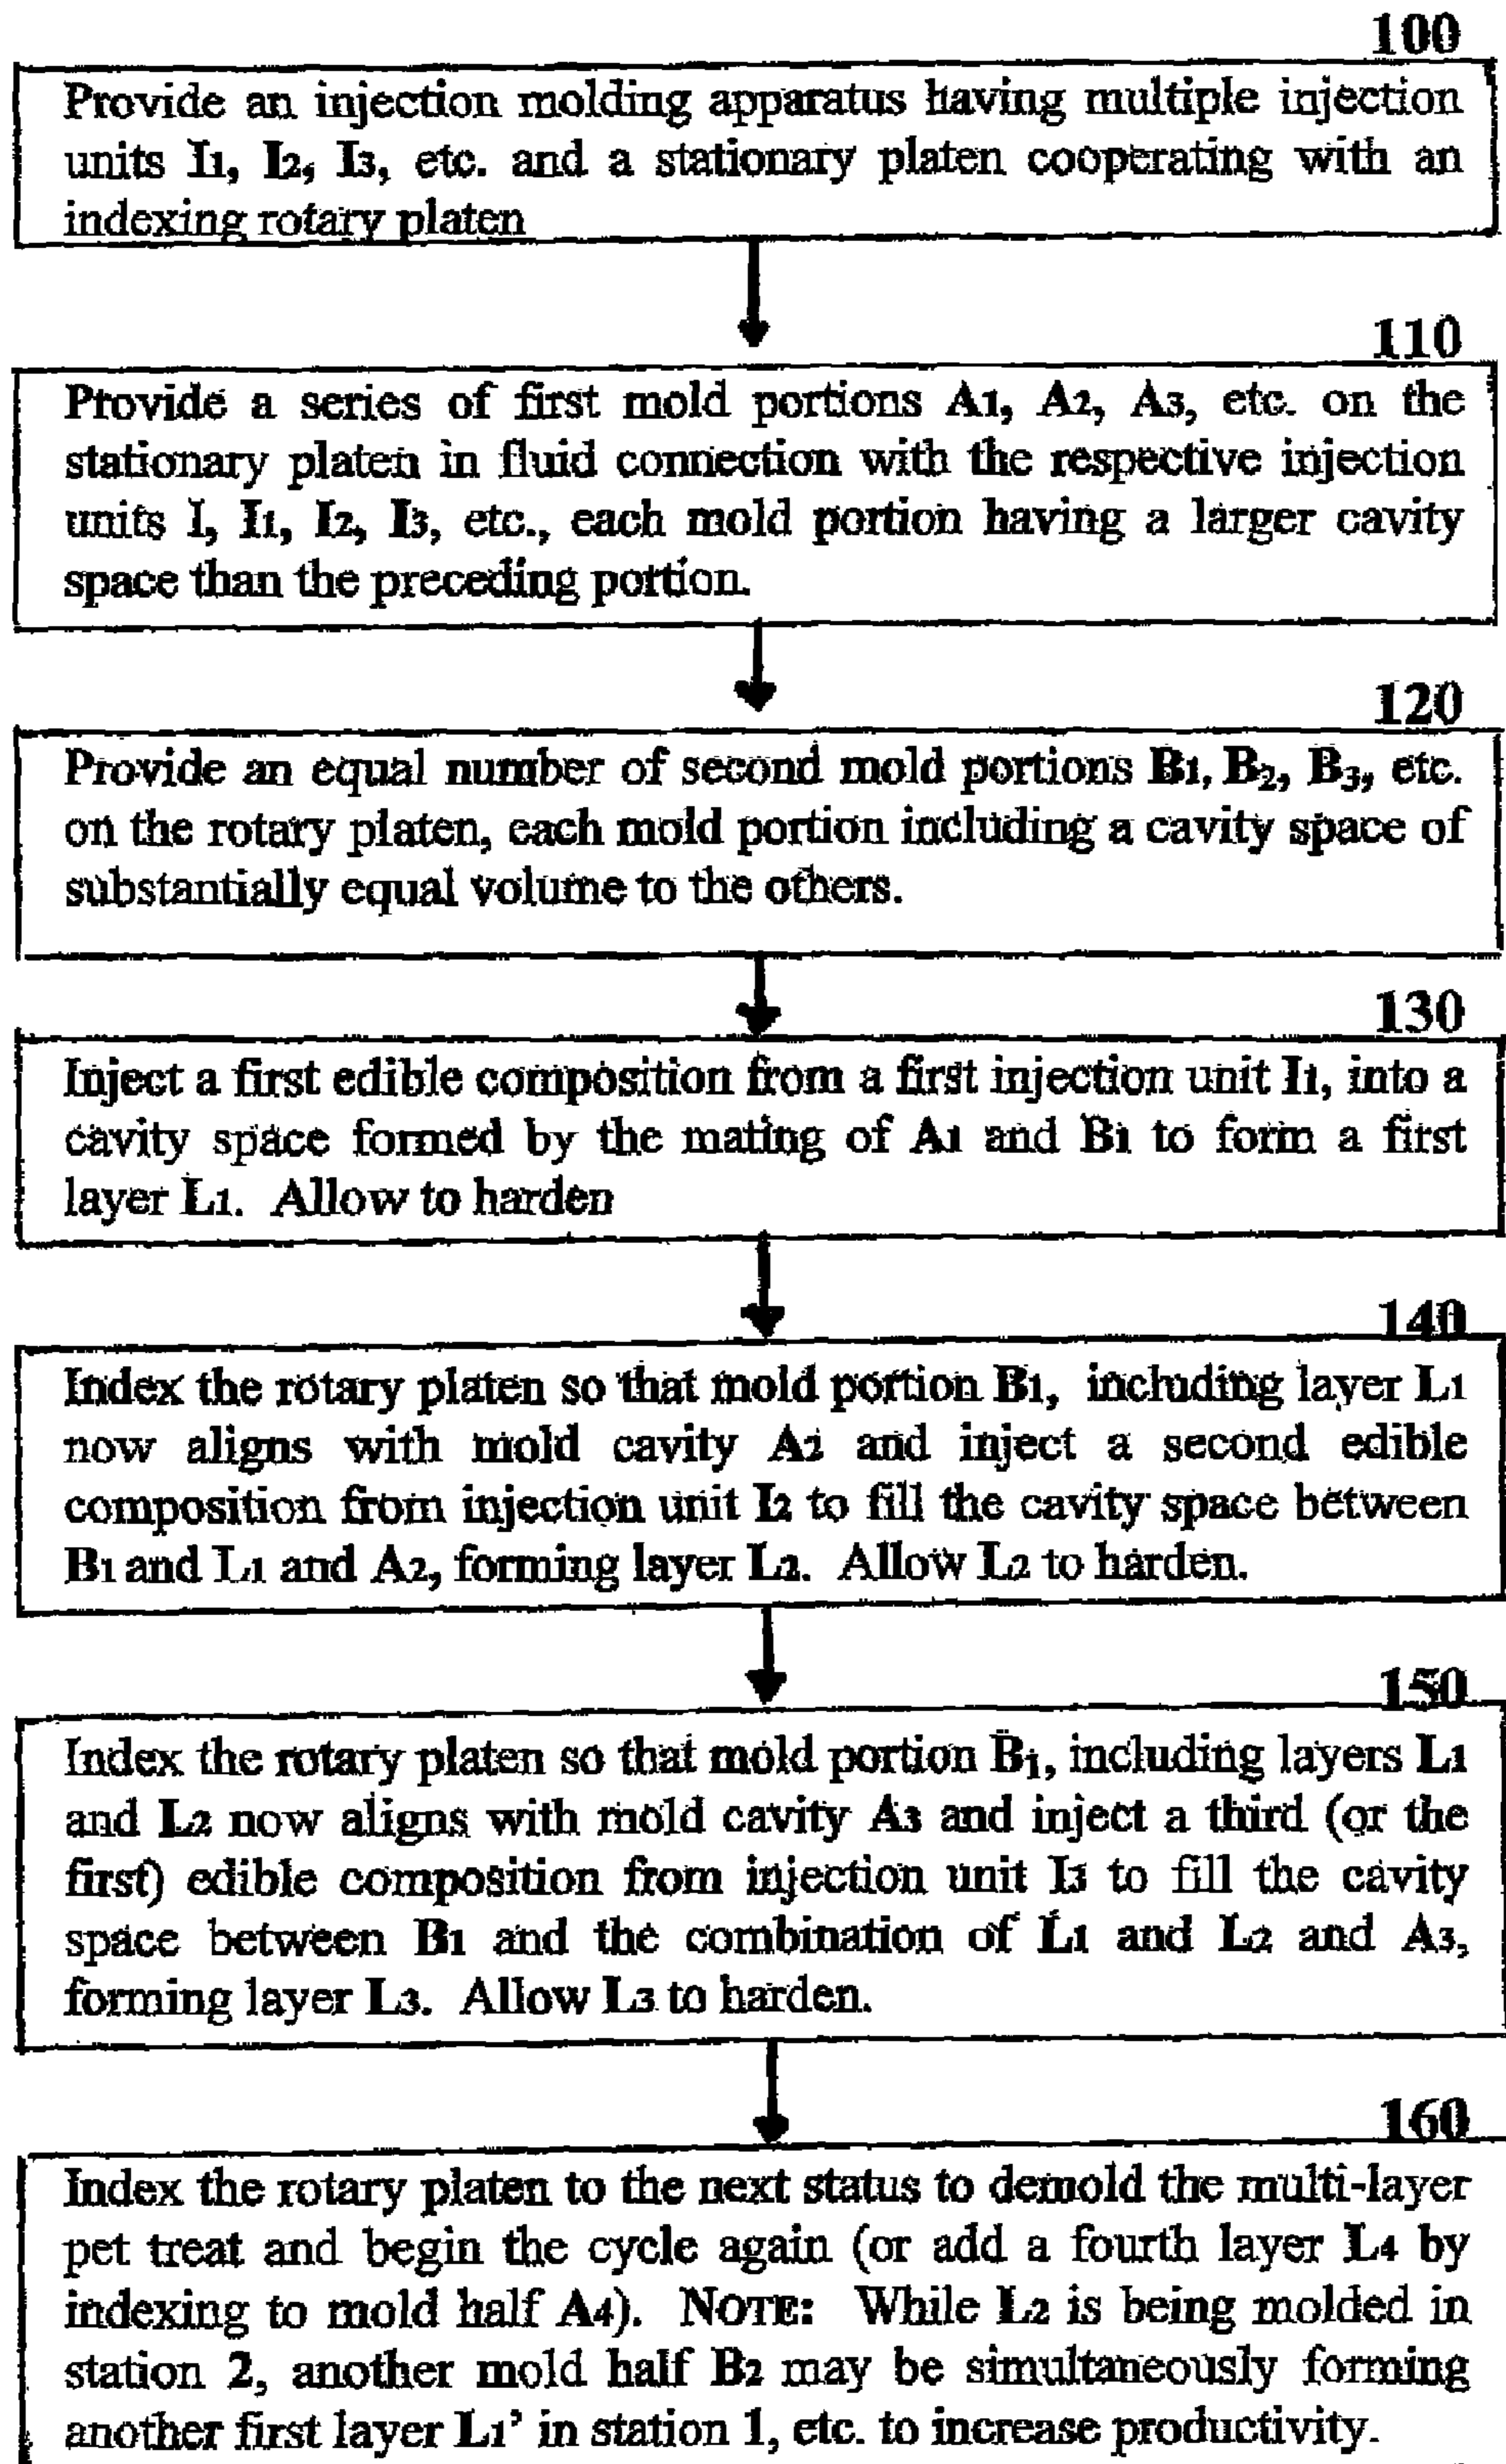 100
Provide an injection molding apparatus having multiple injection
units I1, I2, I3, etc. and a stationary platen cooperating with an
indexing rotary platen
110
Provide a series of first mold portions A1, A2, A3, etc. on the
stationary platen in fluid connection with the respective injection
units I, I1, I2, I3, etc., each mold portion having a larger cavity
space than the preceding portion.
120
Provide an equal number of second mold portions B1, B2, B3, etc.
on the rotary platen, each mold portion including a cavity space of
substantially equal volume to the others.
130
Inject a first edible composition from a first injection unit I1, into a
cavity space formed by the mating of A1 and B1 to form a first
layer L1. Allow to harden
140
Index the rotary platen so that mold portion B1, including layer L1
now aligns with mold cavity A2 and inject a second edible
composition from injection unit I2 to fill the cavity space between
B1 and L1 and A2, forming layer L2. Allow L2 to harden.
150
Index the rotary platen so that mold portion B1, including layers L1
and L2 now aligns with mold cavity A3 and inject a third (or the
first) edible composition from injection unit I3 to fill the cavity
space between B1 and the combination of L1 and L2 and A3,
forming layer L3. Allow L3 to harden.
160
Index the rotary platen to the next status to demold the multi-layer
pet treat and begin the cycle again (or add a fourth layer L4 by
indexing to mold half A4). NOTE: While L2 is being molded in
station 2, another mold half B2 may be simultaneously forming
another first layer L1' in station 1, etc. to increase productivity.